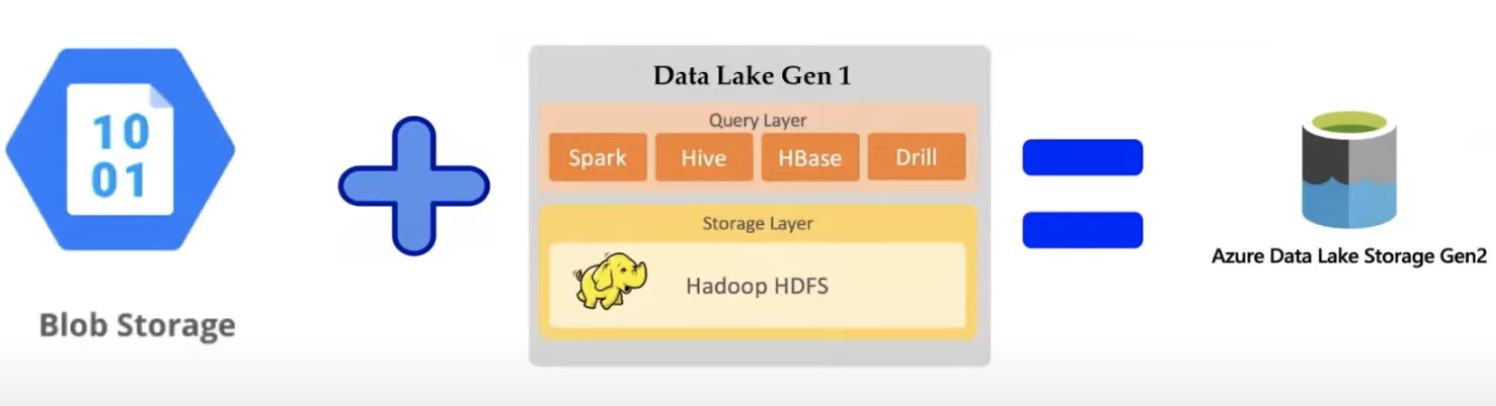 10
01
Blob Storage
Data Lake Gen 1
Query Layer
Spark
Hive
HBase
Drill
Storage Layer
Hadoop HDFS
Azure Data Lake Storage Gen2